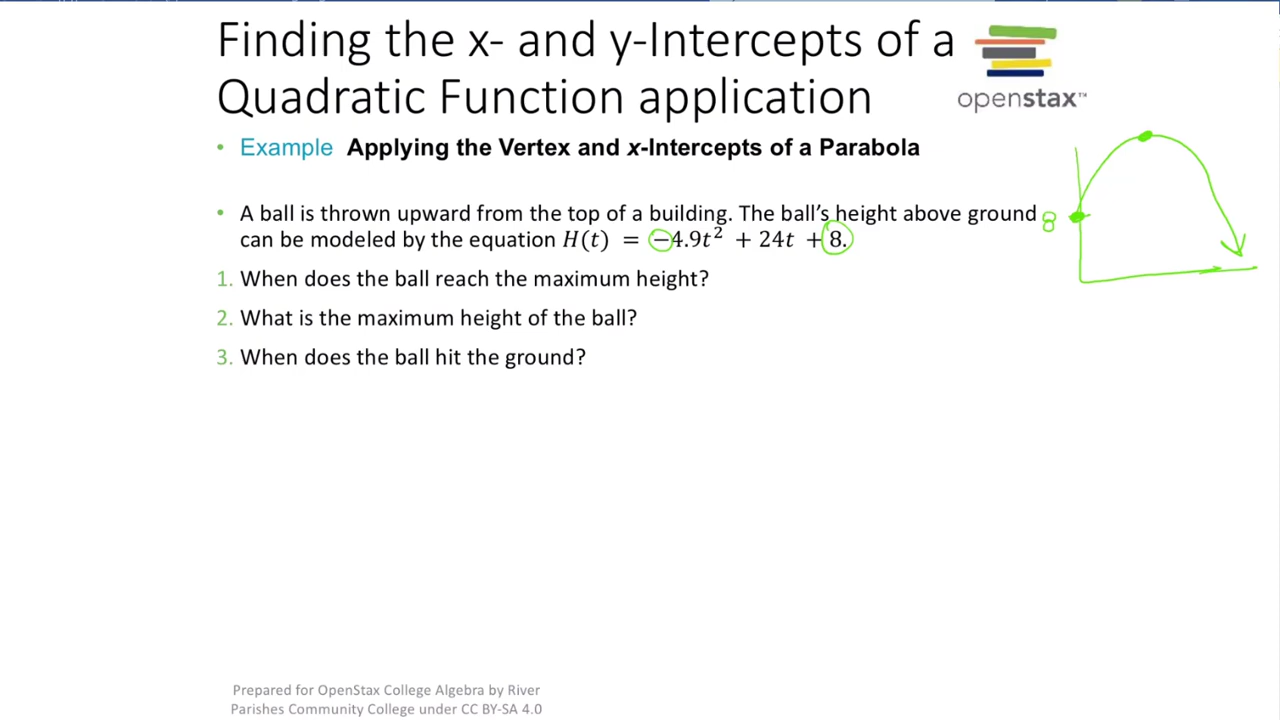 Finding the x- and y-Intercepts of a
Quadratic Function application
openstax™
• Example Applying the Vertex and x-Intercepts of a Parabola
• A ball is thrown upward from the top of a building. The ball's height above ground
can be modeled by the equation H(t) = −4.9t² + 24t + 8.
8
1. When does the ball reach the maximum height?
2. What is the maximum height of the ball?
3. When does the ball hit the ground?
Prepared for OpenStax College Algebra by River
Parishes Community College under CC BY-SA 4.0